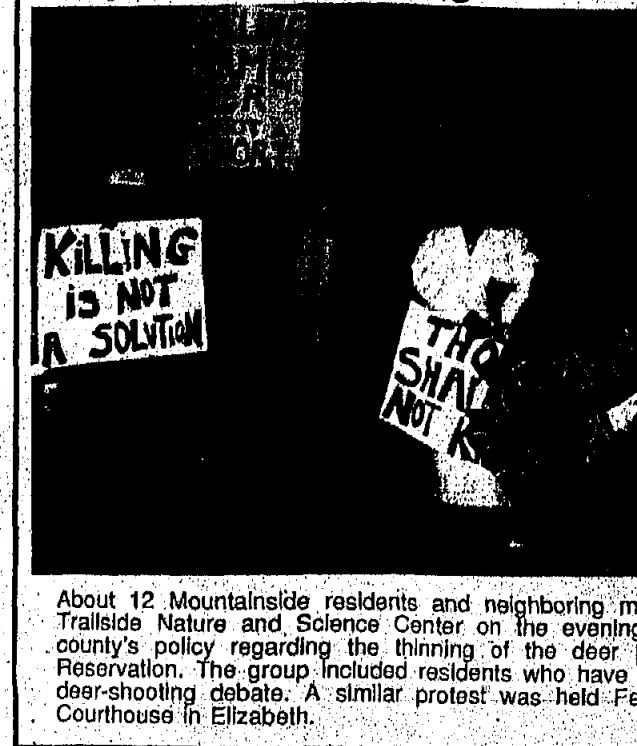 KiLLiNG
is NOT
A SOLUTION
THO
SHAL
NOT K
About 12 Mountainside residents and neighboring m
Trailside Nature and Science Center on the evening
county's policy regarding the thinning of the deer
Reservation. The group included residents who have
deer-shooting debate. A similar protest was held Fe
Courthouse in Elizabeth.